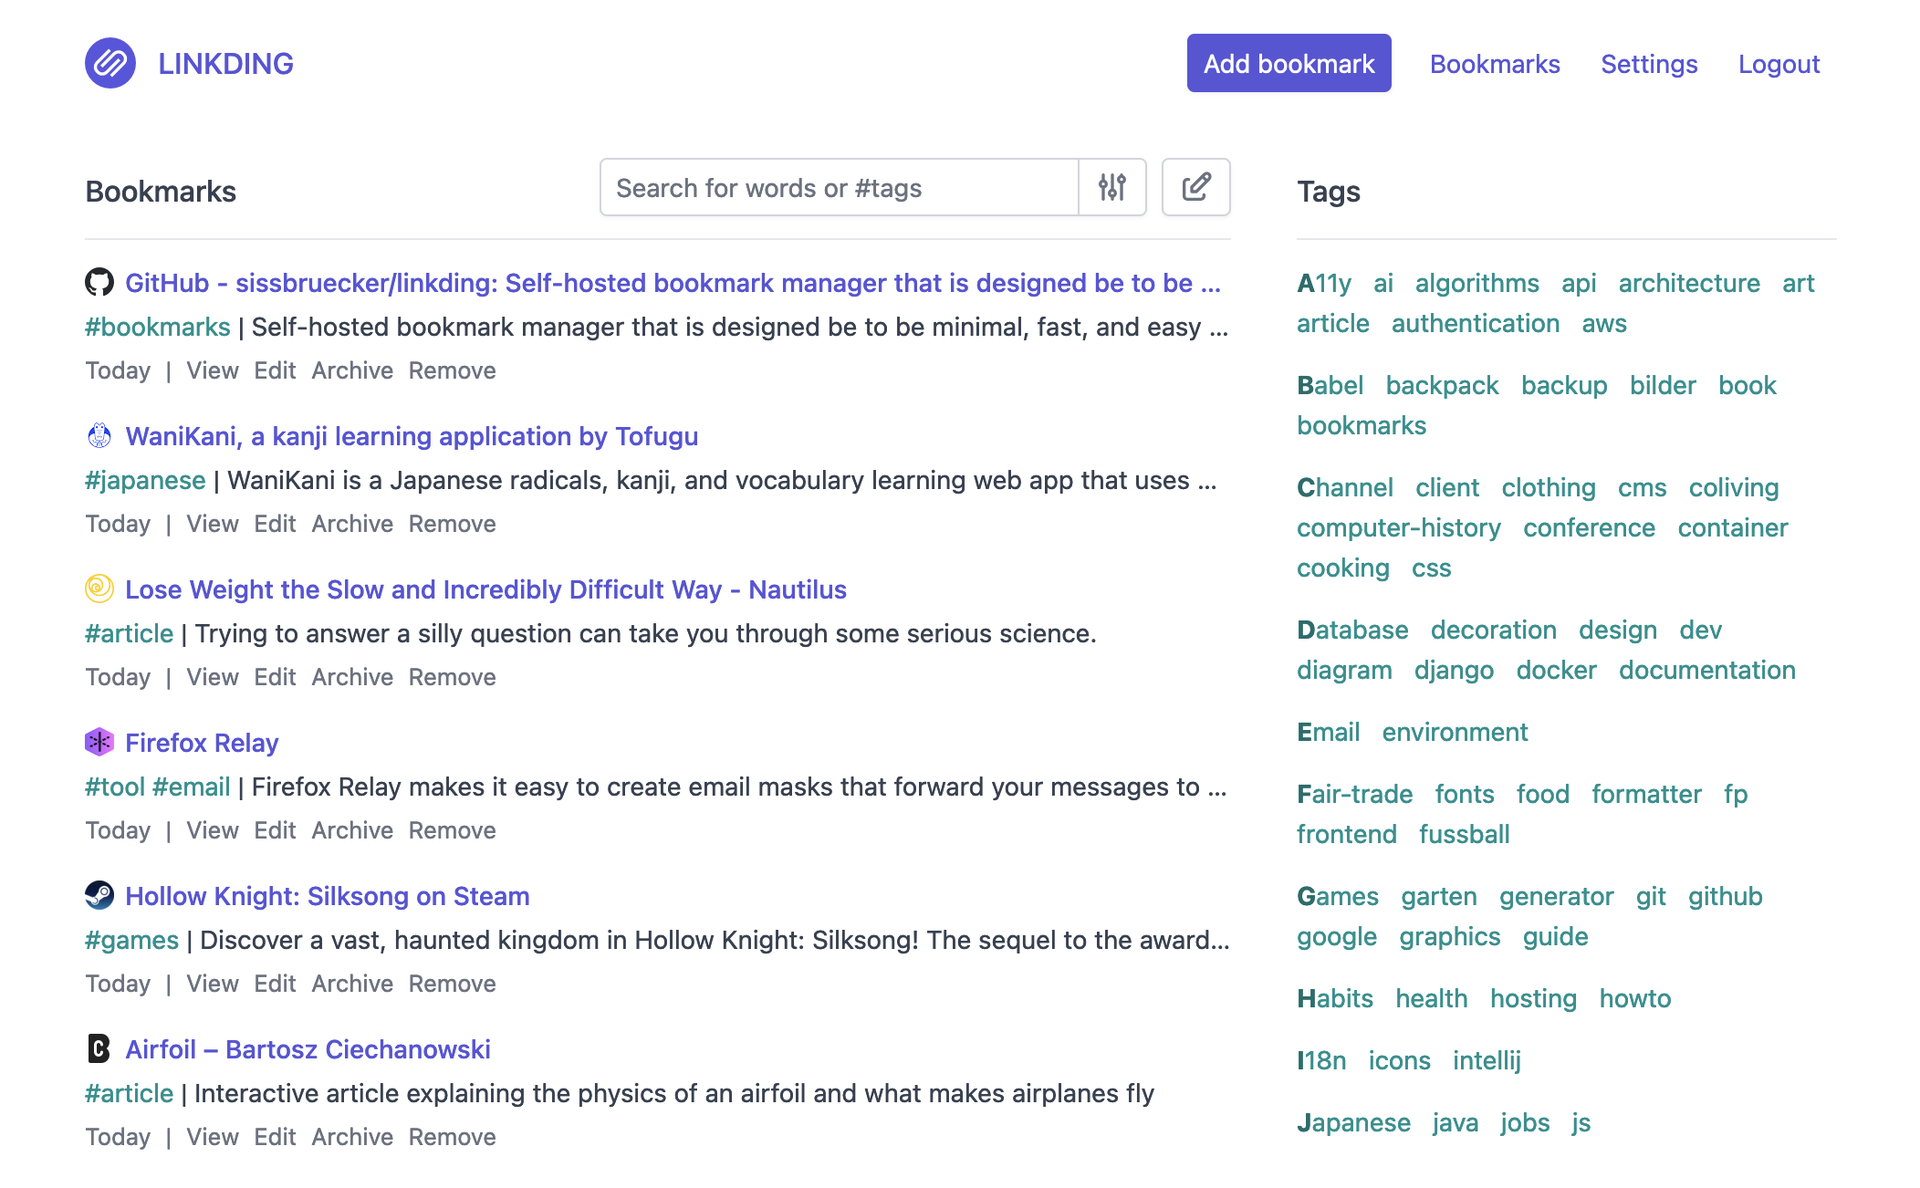 LINKDING
Add bookmark
Bookmarks
Settings
Logout
Bookmarks
Search for words or #tags
GitHub - sissbruecker/linkding: Self-hosted bookmark manager that is designed be to be ...
#bookmarks | Self-hosted bookmark manager that is designed be to be minimal, fast, and easy ...
Today | View Edit Archive Remove
WaniKani, a kanji learning application by Tofugu
#japanese | WaniKani is a Japanese radicals, kanji, and vocabulary learning web app that uses ...
Today | View Edit Archive Remove
Lose Weight the Slow and Incredibly Difficult Way - Nautilus
#article | Trying to answer a silly question can take you through some serious science.
Today | View Edit Archive Remove
Firefox Relay
#tool #email | Firefox Relay makes it easy to create email masks that forward your messages to ...
Today | View Edit Archive Remove
Hollow Knight: Silksong on Steam
#games | Discover a vast, haunted kingdom in Hollow Knight: Silksong! The sequel to the award...
Today | View Edit Archive Remove
Airfoil – Bartosz Ciechanowski
#article | Interactive article explaining the physics of an airfoil and what makes airplanes fly
Today | View Edit Archive Remove
Tags
A11y ai algorithms api architecture art
article authentication aws
Babel backpack backup bilder book
bookmarks
Channel client clothing cms coliving
computer-history conference container
cooking css
Database decoration design dev
diagram django docker documentation
Email environment
Fair-trade fonts food formatter fp
frontend fussball
Games garten generator git github
google graphics guide
Habits health hosting howto
I18n icons intellij
Japanese java jobs js